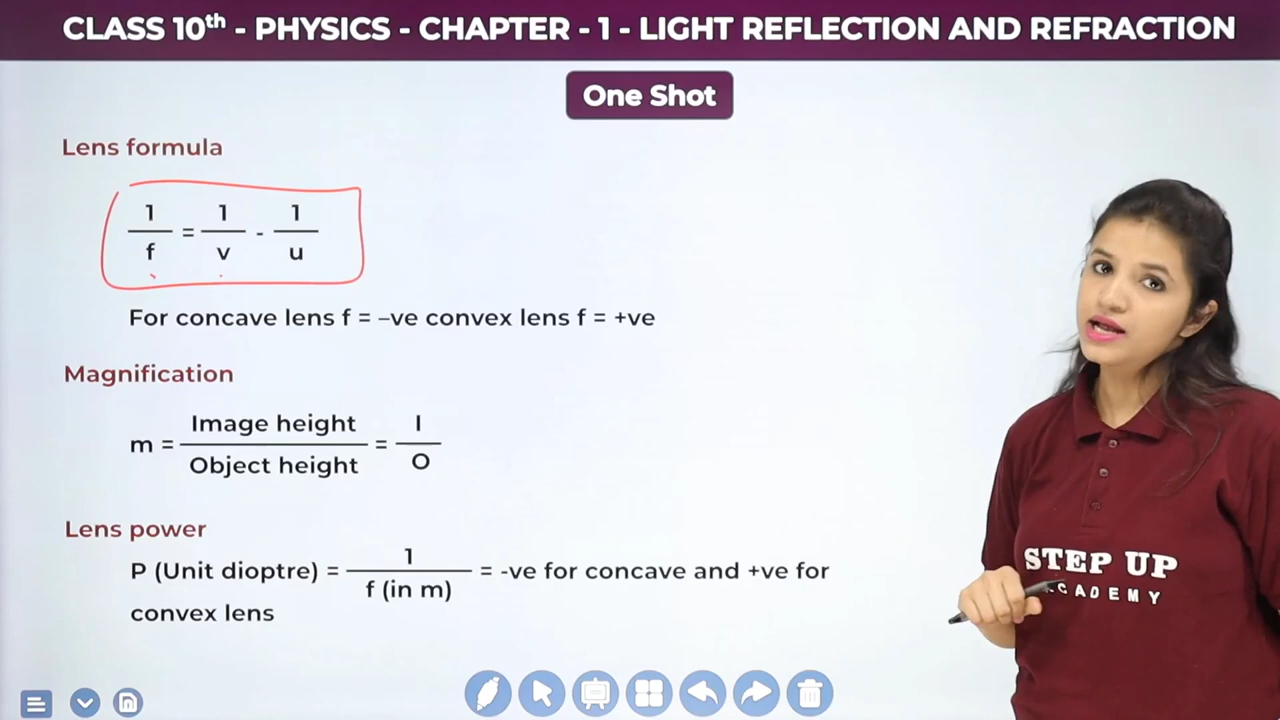 CLASS 10th - PHYSICS - CHAPTER - 1 - LIGHT REFLECTION AND REFRACTION
One Shot
Lens formula
1/f = 1/v - 1/u
For concave lens f = –ve convex lens f = +ve
Magnification
m = Image height/Object height = I/O
Lens power
P (Unit dioptre) = 1/f (in m) = -ve for concave and +ve for
convex lens
STEP UP
ACADEMY